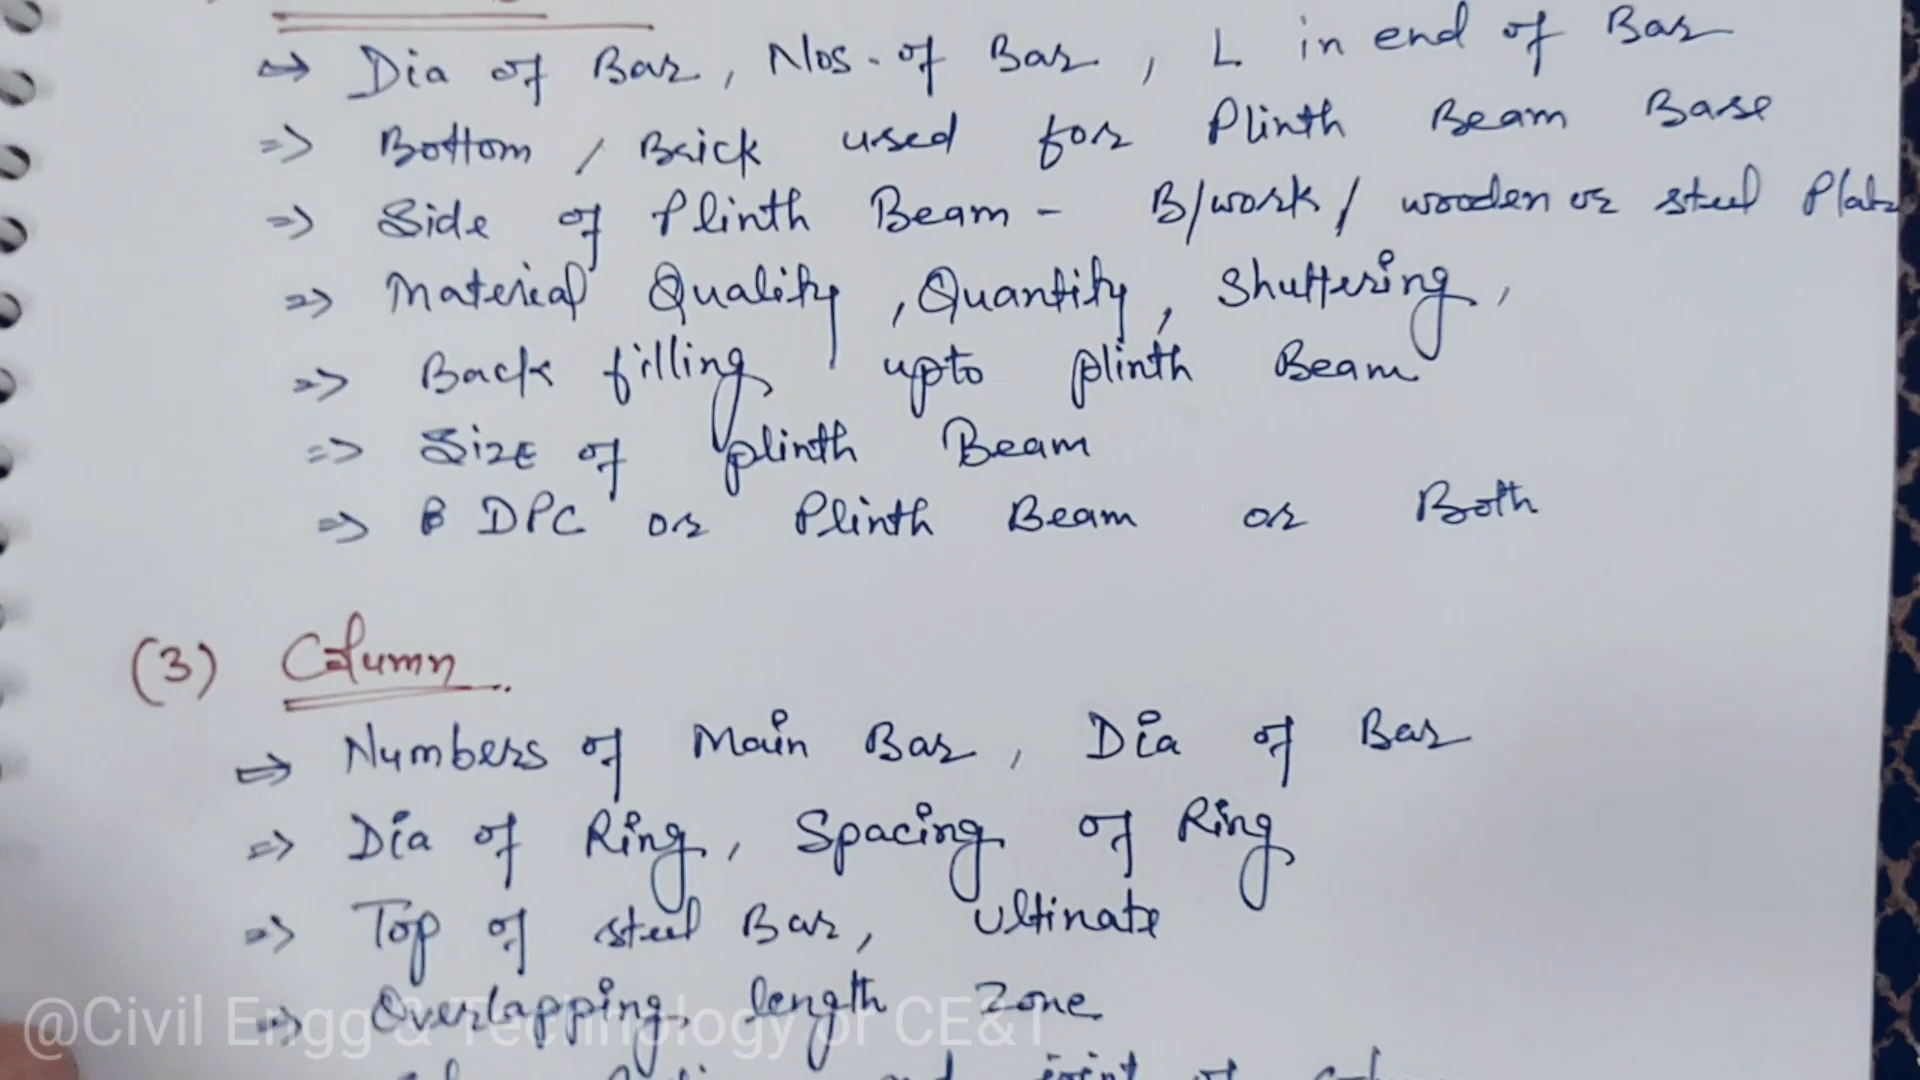 => Dia of Bar, Nos. of Bar, L in end of Bar
=> Bottom / Brick used for Plinth Beam Base
=> Side of Plinth Beam - B/work / wooden or steel Plate
=> Material Quality, Quantity, Shuttering,
=> Back filling upto plinth Beam
=> Size of plinth Beam
=> DPC or Plinth Beam or Both
(3) Column
=> Numbers of Main Bar, Dia of Bar
=> Dia of Ring, Spacing of Ring
=> Top of steel Bar, Ultinate
=> Overlapping length Zone
@Civil Engg & Technology or CE&T
and joint of